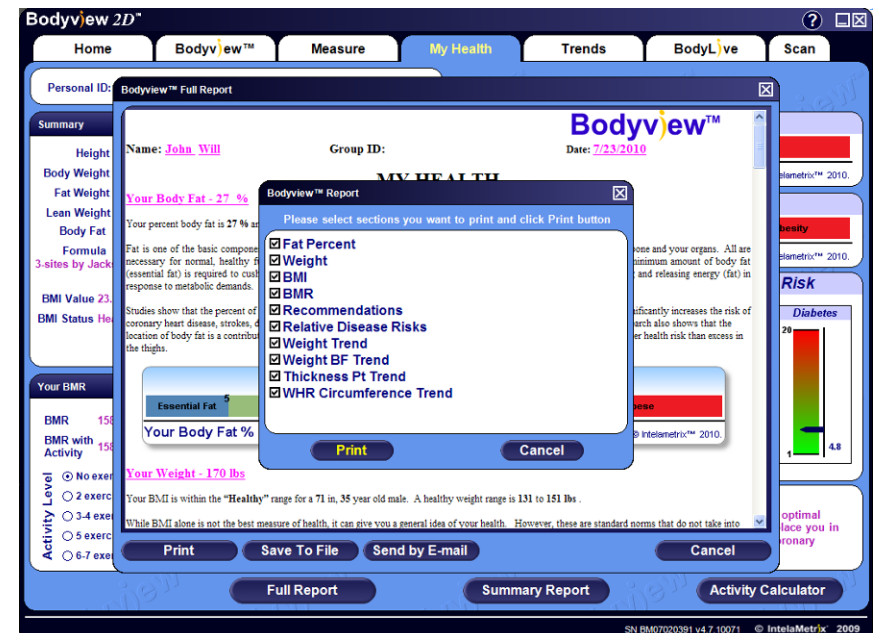 Bodyview 2D™
?
Home Bodyview™ Measure My Health Trends BodyLive Scan
Personal ID:
Bodyview™ Full Report
Bodyview™
Name: John Will Group ID: Date: 7/23/2010
MY HEALTH
Your Body Fat - 27 %
Your percent body fat is 27 %
Fat is one of the basic one and your organs. All are
necessary for normal, healthy minimum amount of body fat
(essential fat) is required to and releasing energy (fat) in
response to metabolic demands.
Studies show that the percent of increases the risk of
coronary heart disease, strokes, also shows that the
location of body fat is a health risk than excess in
the thighs.
Essential Fat 5
Your Body Fat %
© Intelametrix™ 2010.
Your Weight - 170 lbs
Your BMI is within the “Healthy” range for a 71 in, 35 year old male. A healthy weight range is 131 to 151 lbs .
While BMI alone is not the best measure of health, it can give you a general idea of your health. However, these are standard norms that do not take into
Print Save To File Send by E-mail Cancel
Bodyview™ Report
Please select sections you want to print and click Print button
Fat Percent
Weight
BMI
BMR
Recommendations
Relative Disease Risks
Weight Trend
Weight BF Trend
Thickness Pt Trend
WHR Circumference Trend
Print Cancel
Summary
Height
Body Weight
Fat Weight
Lean Weight
Body Fat
Formula
3-sites by Jack
BMI Value 23.
BMI Status He
Your BMR
BMR 158
BMR with
Activity 158
Activity Level
No exer
2 exerc
3-4 exer
5 exerc
6-7 exer
2010.
besity
2010.
Risk
Diabetes
20
1
4.8
optimal
lace you in
ronary
Full Report Summary Report Activity Calculator
SN BM07020391 v4.7.10071 © IntelaMetrix 2009